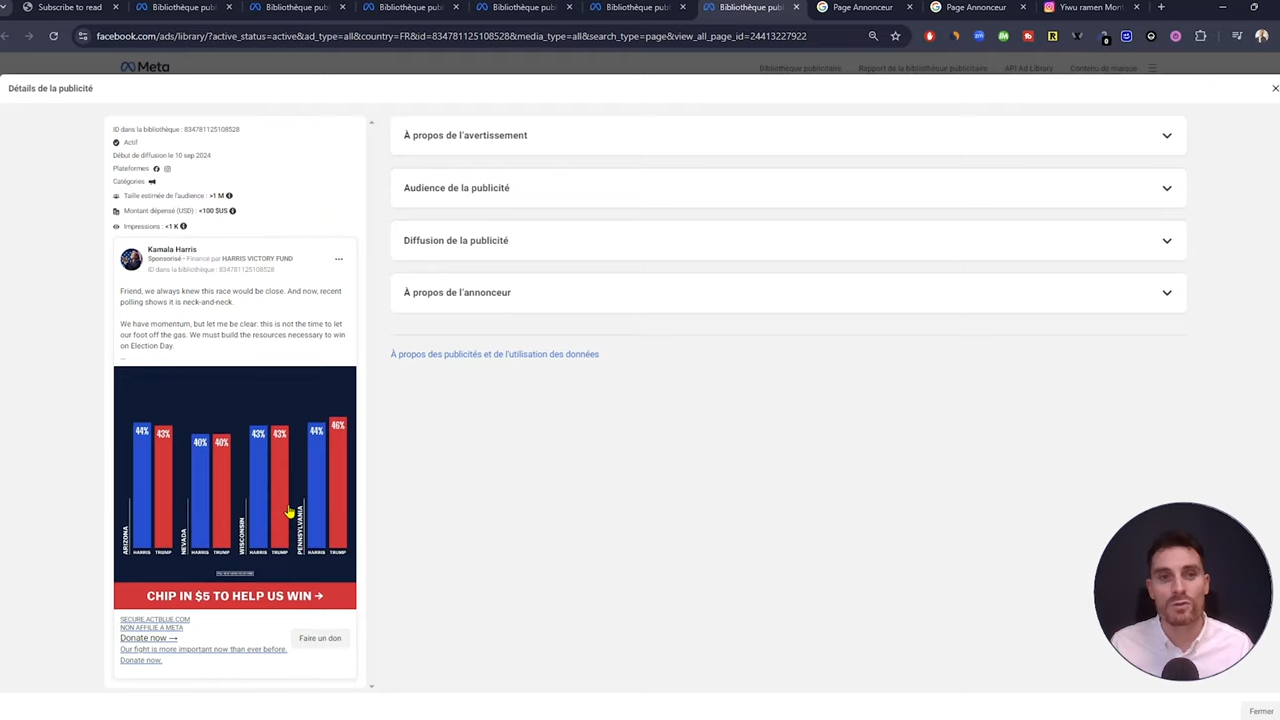 Subscribe to read
Bibliothèque publi
Bibliothèque publi
Bibliothèque publi
Bibliothèque publi
Bibliothèque publi
Bibliothèque publi
Page Annonceur
Page Annonceur
Yiwu ramen Mont
facebook.com/ads/library/?active_status=active&ad_type=all&country=FR&id=834781125108528&media_type=all&search_type=page&view_all_page_id=24413227922
Meta
Bibliothèque publicitaire
Rapport de la bibliothèque publicitaire
API Ad Library
Contenu de marque
Détails de la publicité
ID dans la bibliothèque : 834781125108528
Actif
Début de diffusion le 10 sep 2024
Plateformes
Catégories
Taille estimée de l'audience : >1 M
Montant dépensé (USD) : <100 $US
Impressions : <1 K
Kamala Harris
Sponsorisé • Financé par HARRIS VICTORY FUND
ID dans la bibliothèque : 834781125108528
Friend, we always knew this race would be close. And now, recent
polling shows it is neck-and-neck.
We have momentum, but let me be clear: this is not the time to let
our foot off the gas. We must build the resources necessary to win
on Election Day.
...
44% 43% 40% 40% 43% 43% 44% 46%
ARIZONA
NEVADA
WISCONSIN
PENNSYLVANIA
HARRIS TRUMP HARRIS TRUMP HARRIS TRUMP HARRIS TRUMP
CHIP IN $5 TO HELP US WIN →
SECURE.ACTBLUE.COM
NON AFFILIÉ À META
Donate now →
Our fight is more important now than ever before.
Donate now.
Faire un don
À propos de l'avertissement
Audience de la publicité
Diffusion de la publicité
À propos de l'annonceur
À propos des publicités et de l'utilisation des données
Fermer